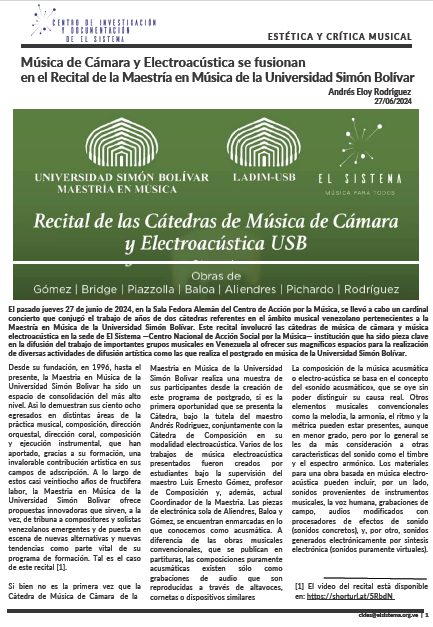 CENTRO DE INVESTIGACIÓN
Y DOCUMENTACIÓN
DE EL SISTEMA
ESTÉTICA Y CRÍTICA MUSICAL
Música de Cámara y Electroacústica se fusionan
en el Recital de la Maestría en Música de la Universidad Simón Bolívar
Andrés Eloy Rodríguez
27/06/2024
UNIVERSIDAD SIMÓN BOLÍVAR
MAESTRÍA EN MÚSICA
LADIM-USB
EL SISTEMA
MÚSICA PARA TODOS
Recital de las Cátedras de Música de Cámara
y Electroacústica USB
Obras de
Gómez | Bridge | Piazzolla | Baloa | Aliendres | Pichardo | Rodríguez
El pasado jueves 27 de junio de 2024, en la Sala Fedora Alemán del Centro de Acción por la Música, se llevó a cabo un cardinal
concierto que conjugó el trabajo de años de dos cátedras referentes en el ámbito musical venezolano pertenecientes a la
Maestría en Música de la Universidad Simón Bolívar. Este recital involucró las cátedras de música de cámara y música
electroacústica en la sede de El Sistema —Centro Nacional de Acción Social por la Música— institución que ha sido pieza clave
en la difusión del trabajo de importantes grupos musicales en Venezuela al ofrecer sus magníficos espacios para la realización
de diversas actividades de difusión artística como las que realiza el postgrado en música de la Universidad Simón Bolívar.
Desde su fundación, en 1996, hasta el
presente, la Maestría en Música de la
Universidad Simón Bolívar ha sido un
espacio de consolidación del más alto
nivel. Así lo demuestran sus ciento ocho
egresados en distintas áreas de la
práctica musical, composición, dirección
orquestal, dirección coral, composición
y ejecución instrumental, que han
aportado, gracias a su formación, una
invalorable contribución artística en sus
campos de adscripción. A lo largo de
estos casi veintiocho años de fructífera
labor, la Maestría en Música de la
Universidad Simón Bolívar ofrece
propuestas innovadoras que sirven, a la
vez, de tribuna a compositores y solistas
venezolanos emergentes y de puesta en
escena de nuevas alternativas y nuevas
tendencias como parte vital de su
programa de formación. Tal es el caso
de este recital [1].
Si bien no es la primera vez que la
Cátedra de Música de Cámara de la
Maestría en Música de la Universidad
Simón Bolívar realiza una muestra de
sus participantes desde la creación de
este programa de postgrado, sí es la
primera oportunidad que se presenta la
Cátedra, bajo la tutela del maestro
Andrés Rodríguez, conjuntamente con la
Cátedra de Composición en su
modalidad electroacústica. Varios de los
trabajos de música electroacústica
presentados fueron creados por
estudiantes bajo la supervisión del
maestro Luis Ernesto Gómez, profesor
de Composición y, además, actual
Coordinador de la Maestría. Las piezas
de electrónica sola de Aliendres, Baloa y
Gómez, se encuentran enmarcadas en lo
que conocemos como acusmática. A
diferencia de las obras musicales
convencionales, que se publican en
partituras, las composiciones puramente
acusmáticas existen sólo como
grabaciones de audio que son
reproducidas a través de altavoces,
cornetas o dispositivos similares
La composición de la música acusmática
o electro-acústica se basa en el concepto
del «sonido acusmático», que se oye sin
poder distinguir su causa real. Otros
elementos musicales convencionales
como la melodía, la armonía, el ritmo y la
métrica pueden estar presentes, aunque
en menor grado, pero por lo general se
les da más consideración a otras
características del sonido como el timbre
y el espectro armónico. Los materiales
para una obra basada en música electro-
acústica pueden incluir, por un lado,
sonidos provenientes de instrumentos
musicales, la voz humana, grabaciones de
campo, audios modificados con
procesadores de efectos de sonido
(sonidos concretos), y, por otro, sonidos
generados electrónicamente por síntesis
electrónica (sonidos puramente virtuales).
[1] El video del recital está disponible
en: https://shorturl.at/5RbdN
cides@elsistema.org.ve | 1